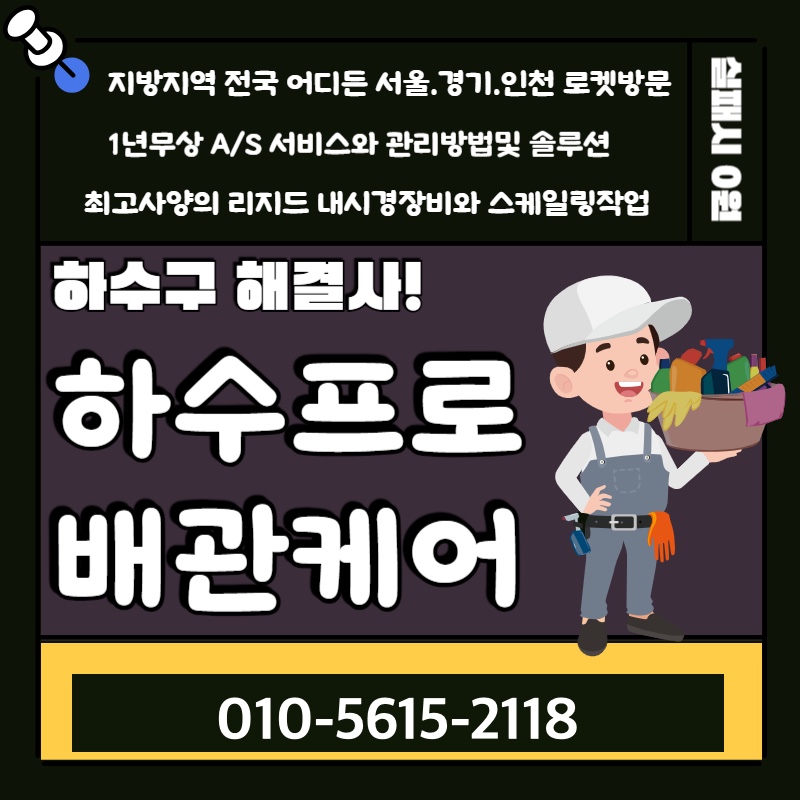 지방지역 전국 어디든 서울.경기.인천 로켓방문
1년무상 A/S 서비스와 관리방법및 솔루션
최고사양의 리지드 내시경장비와 스케일링작업
실패시 0원
하수구 해결사!
하수프로
배관케어
010-5615-2118